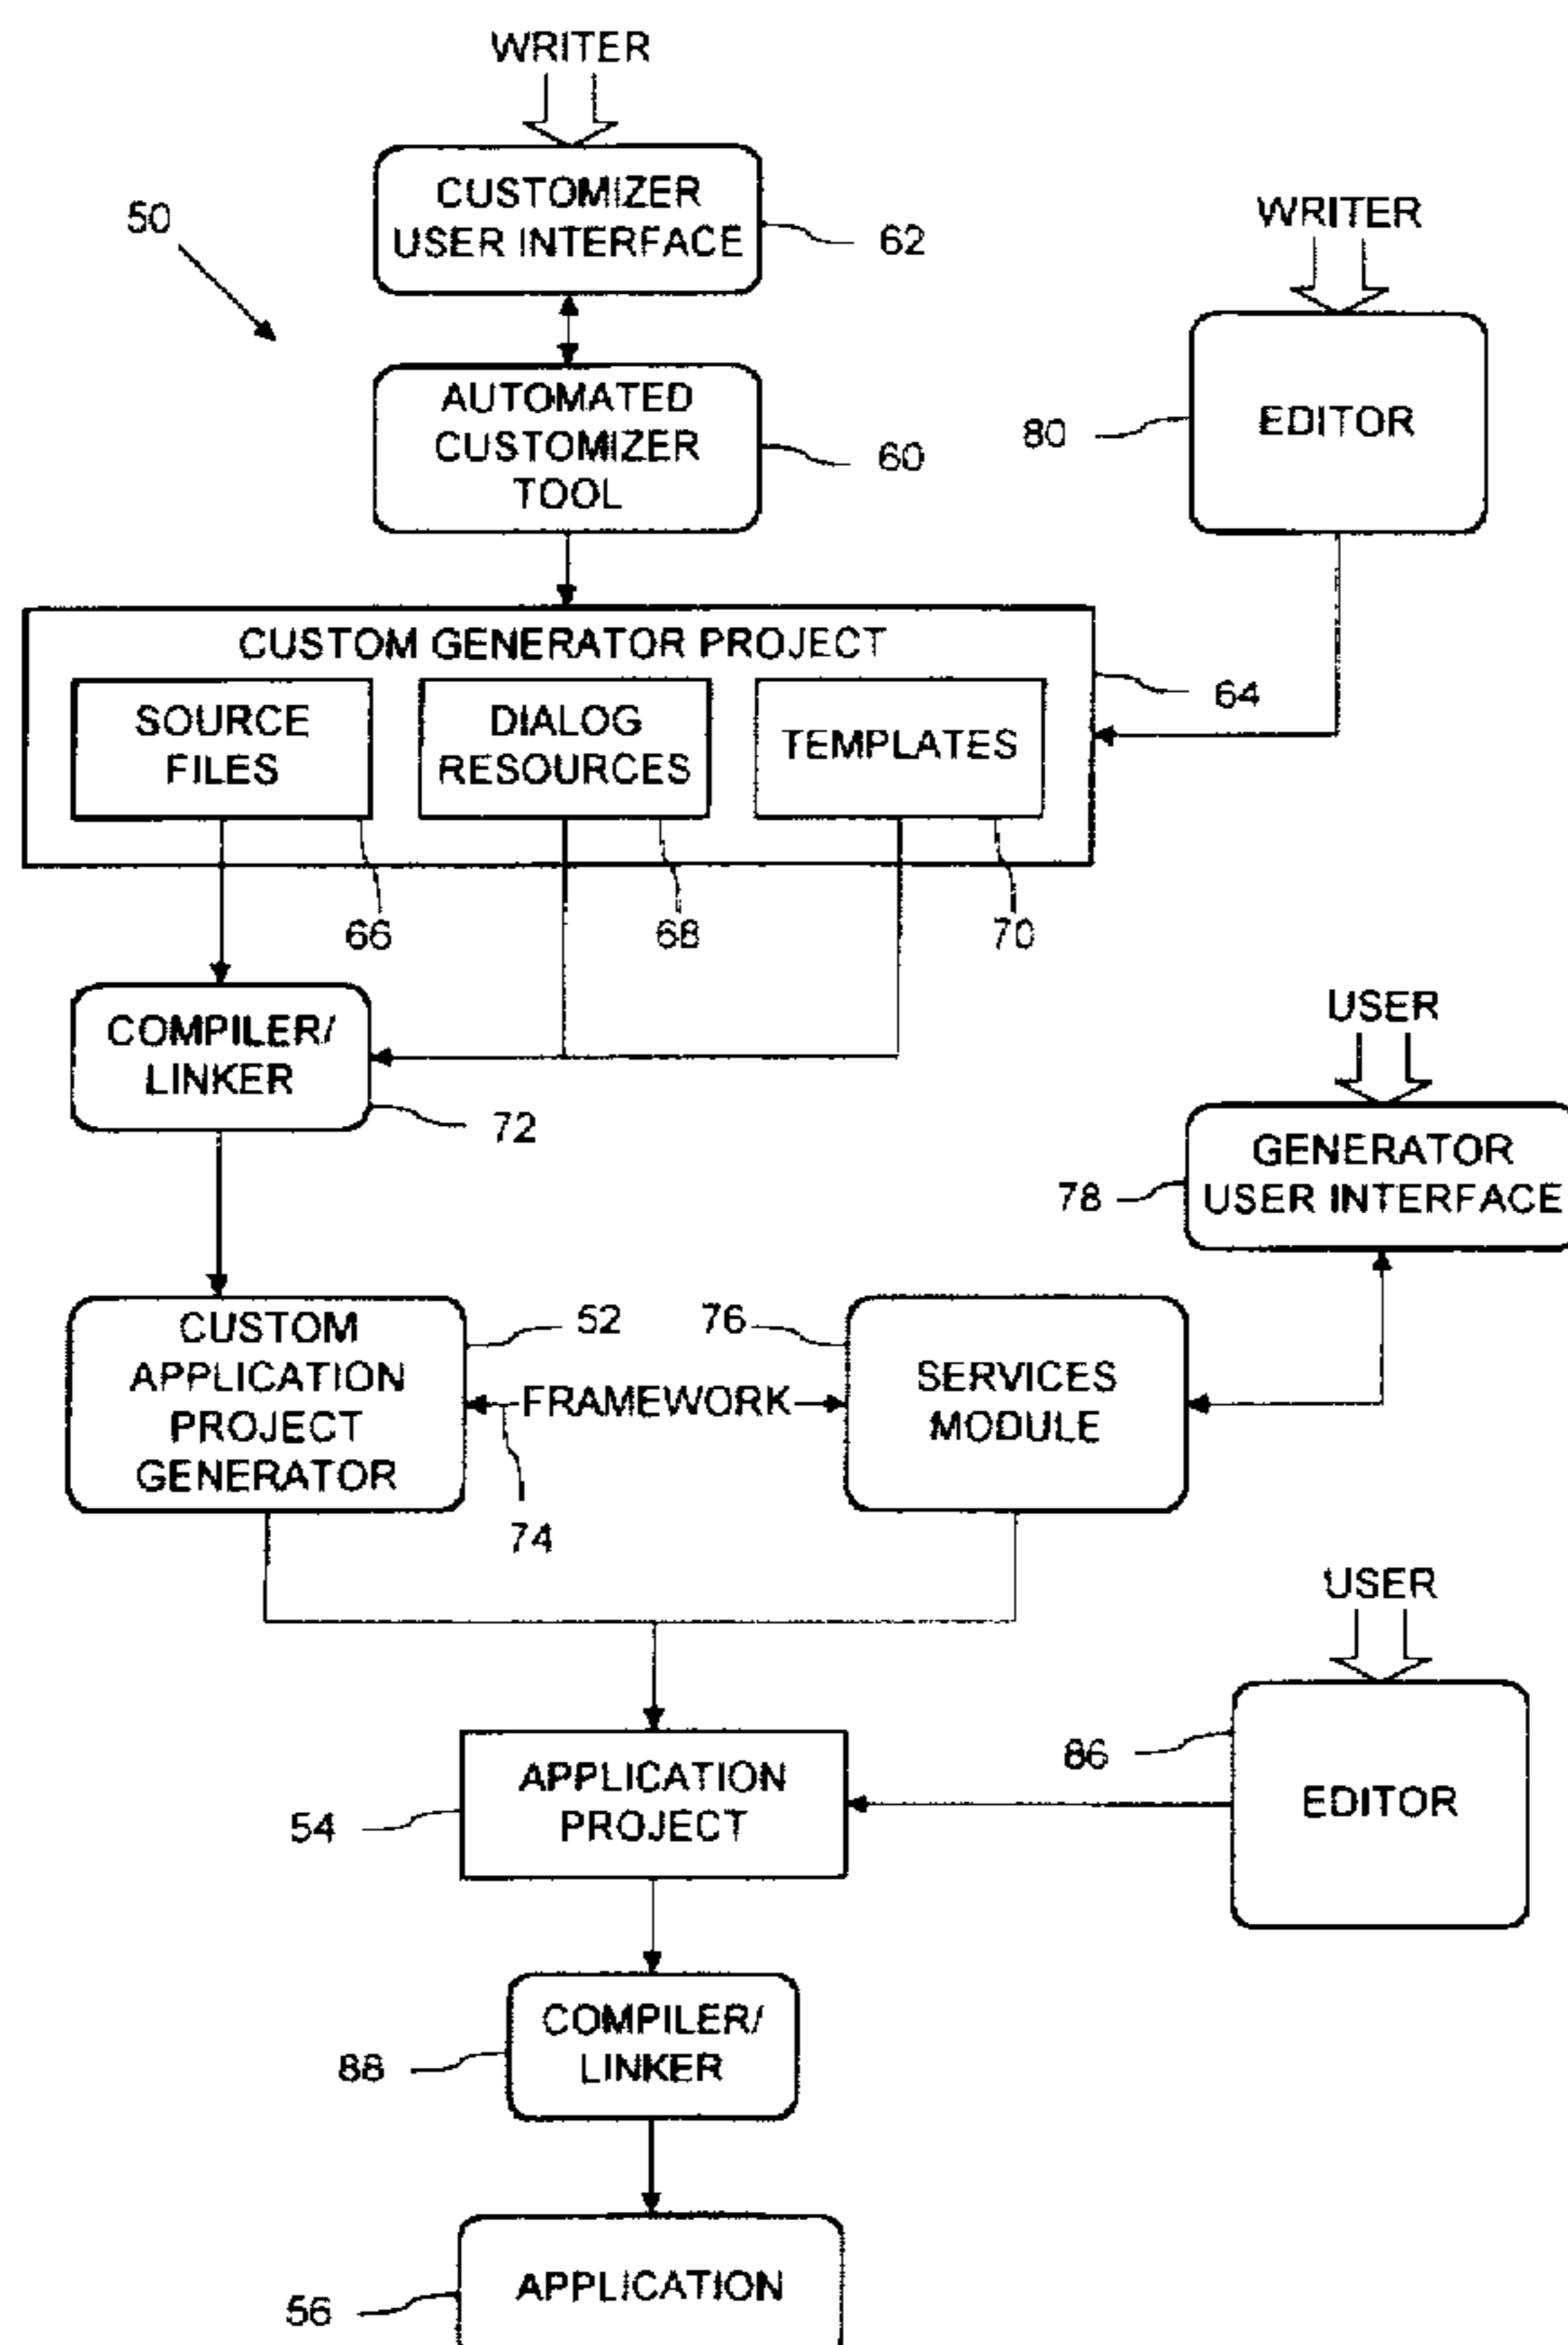 WRITER
CUSTOMIZER
USER INTERFACE
62
50
WRITER
AUTOMATED
CUSTOMIZER
TOOL
60
80
EDITOR
CUSTOM GENERATOR PROJECT
64
SOURCE
FILES
DIALOG
RESOURCES
TEMPLATES
66
68
70
COMPILER/
LINKER
72
USER
GENERATOR
USER INTERFACE
78
CUSTOM
APPLICATION
PROJECT
GENERATOR
52
76
FRAMEWORK
74
SERVICES
MODULE
USER
86
EDITOR
APPLICATION
PROJECT
54
COMPILER/
LINKER
88
APPLICATION
56